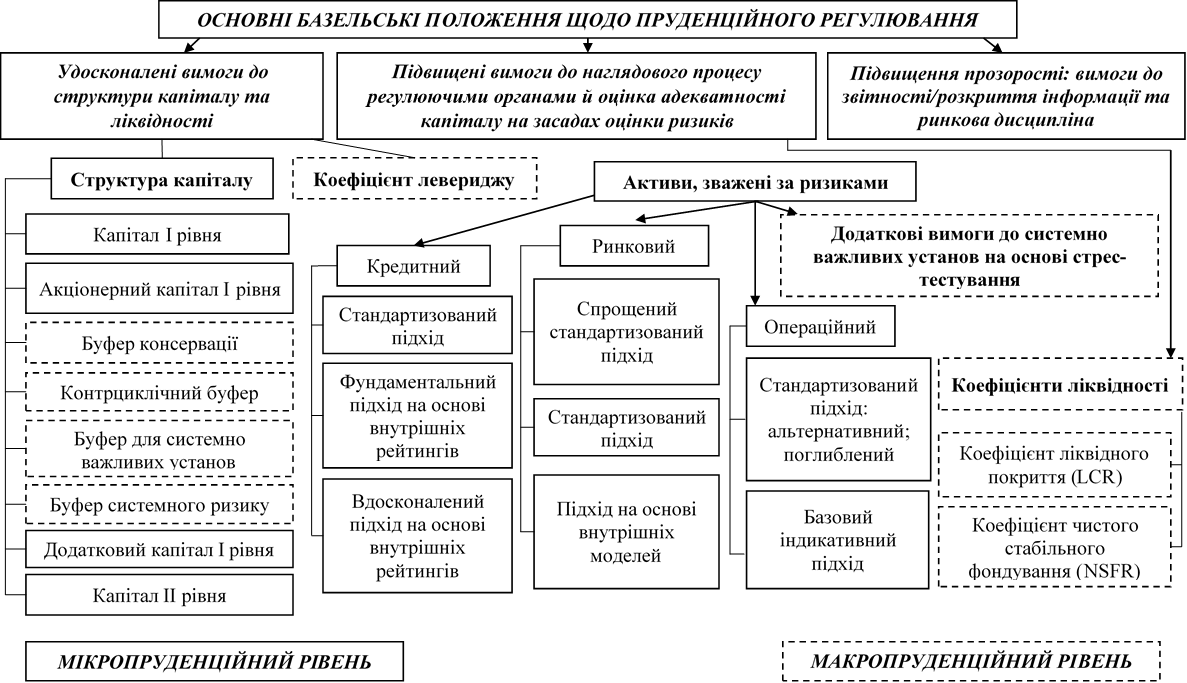 ОСНОВНІ БАЗЕЛЬСЬКІ ПОЛОЖЕННЯ ЩОДО ПРУДЕНЦІЙНОГО РЕГУЛЮВАННЯ
Удосконалені вимоги до
структури капіталу та
ліквідності
Підвищені вимоги до наглядового процесу
регулюючими органами й оцінка адекватності
капіталу на засадах оцінки ризиків
Підвищення прозорості: вимоги до
звітності/розкриття інформації та
ринкова дисципліна
Структура капіталу
Капітал І рівня
Акціонерний капітал І рівня
Буфер консервації
Контрциклічний буфер
Буфер для системно
важливих установ
Буфер системного ризику
Додатковий капітал І рівня
Капітал ІІ рівня
Коефіцієнт левериджу
Активи, зважені за ризиками
Кредитний
Стандартизований
підхід
Фундаментальний
підхід на основі
внутрішніх
рейтингів
Вдосконалений
підхід на основі
внутрішніх
рейтингів
Ринковий
Спрощений
стандартизований
підхід
Стандартизований
підхід
Підхід на основі
внутрішніх
моделей
Додаткові вимоги до системно
важливих установ на основі стрес-
тестування
Операційний
Стандартизований
підхід:
альтернативний;
поглиблений
Базовий
індикативний
підхід
Коефіцієнти ліквідності
Коефіцієнт ліквідного
покриття (LCR)
Коефіцієнт чистого
стабільного
фондування (NSFR)
МІКРОПРУДЕНЦІЙНИЙ РІВЕНЬ
МАКРОПРУДЕНЦІЙНИЙ РІВЕНЬ